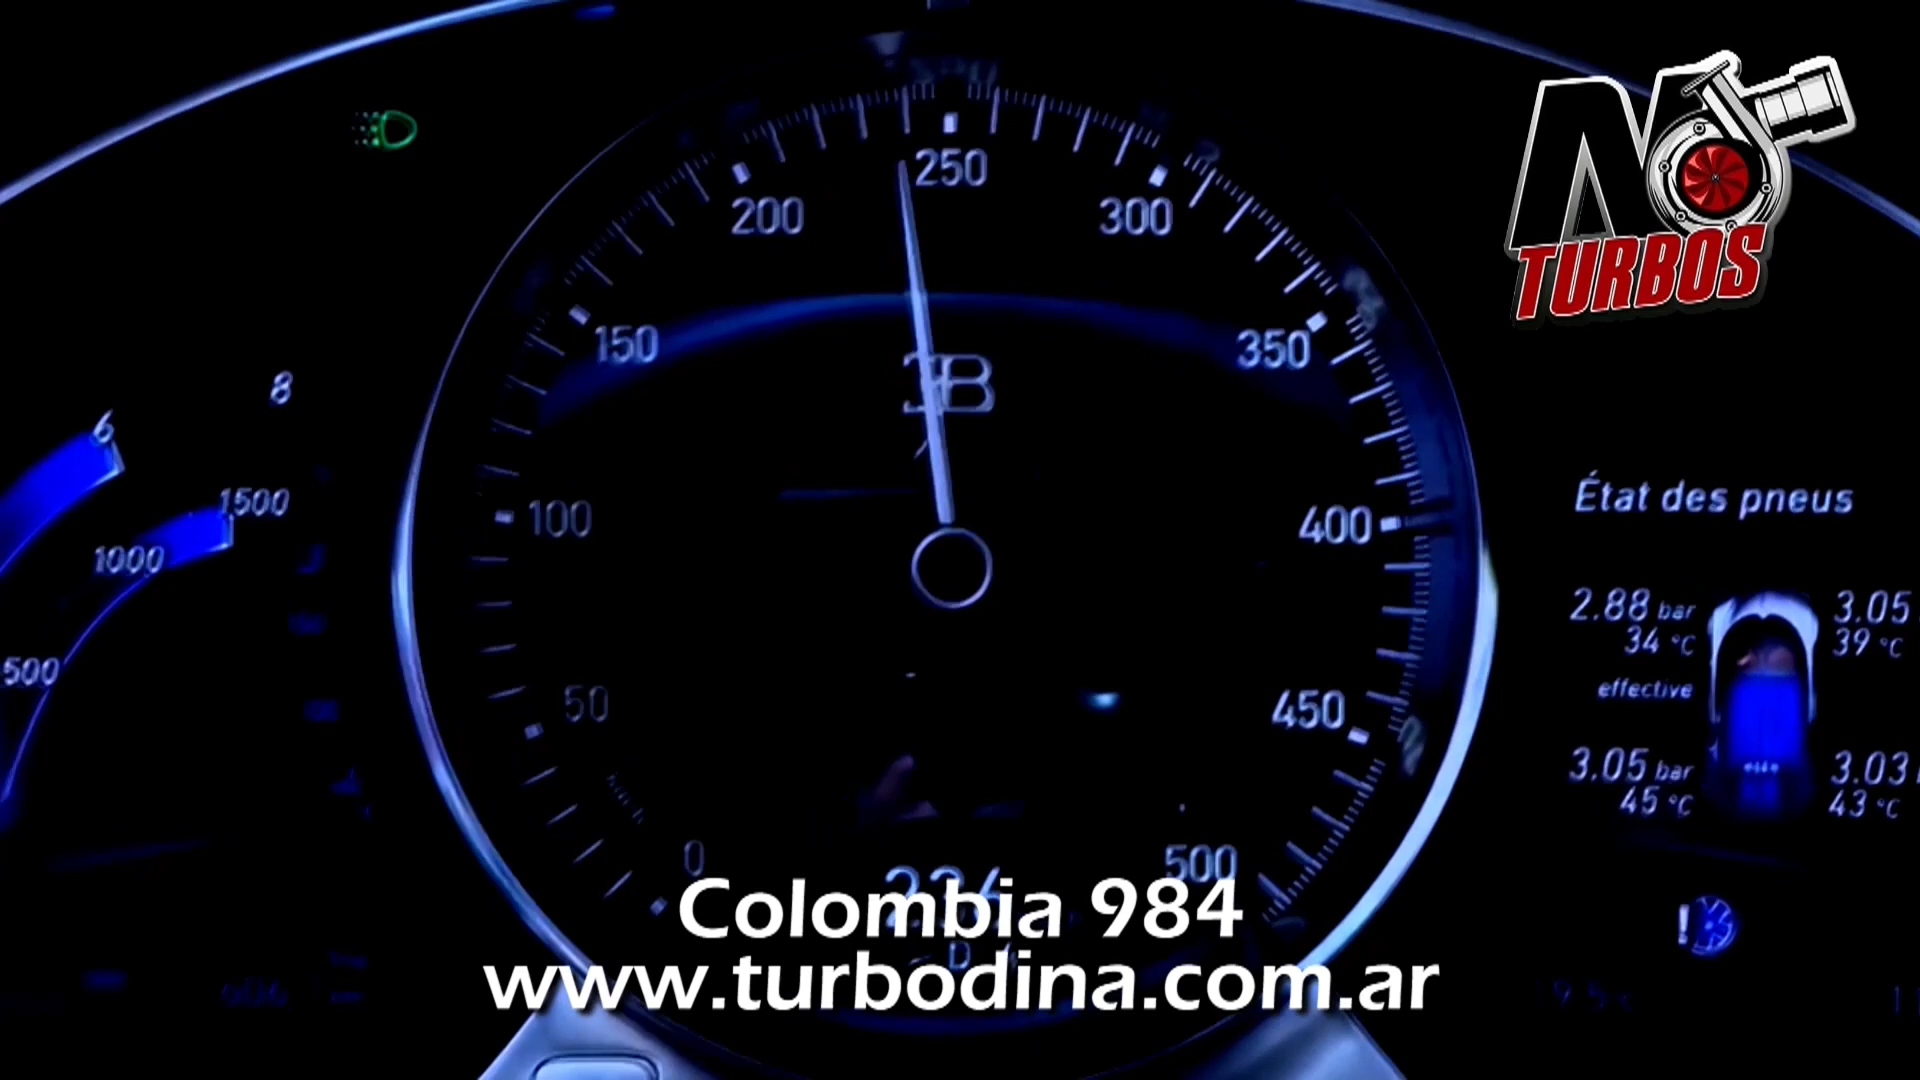 M
TURBOS
0
50
100
150
200
250
300
350
400
450
500
6
8
500
1000
1500
État des pneus
2.88 bar
34 °C
3.05
39 °C
effective
3.05 bar
45 °C
3.03
43 °C
Colombia 984
www.turbodina.com.ar